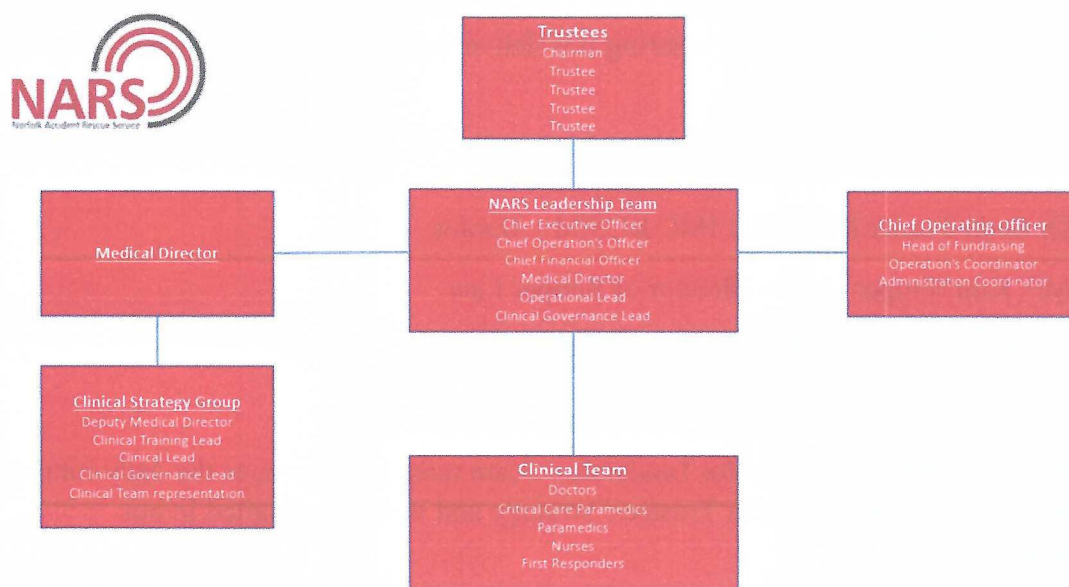 Trustees
Chairman
Trustee
Trustee
Trustee
Trustee
NARS
Norfolk Accident Rescue Service
NARS Leadership Team
Chief Executive Officer
Chief Operation's Officer
Chief Financial Officer
Medical Director
Operational Lead
Clinical Governance Lead
Medical Director
Chief Operating Officer
Head of Fundraising
Operation's Coordinator
Administration Coordinator
Clinical Strategy Group
Deputy Medical Director
Clinical Training Lead
Clinical Lead
Clinical Governance Lead
Clinical Team representation
Clinical Team
Doctors
Critical Care Paramedics
Paramedics
Nurses
First Responders